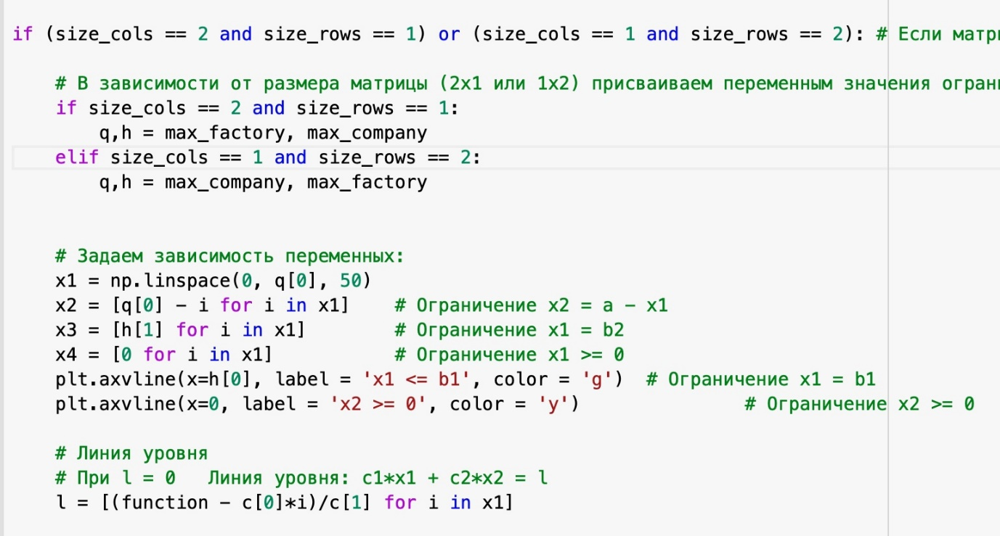 if (size_cols == 2 and size_rows == 1) or (size_cols == 1 and size_rows == 2): # Если
# В зависимости от размера матрицы (2x1 или 1x2) присваиваем переменным значения
if size_cols == 2 and size_rows == 1:
q,h = max_factory, max_company
elif size_cols == 1 and size_rows == 2:
q,h = max_company, max_factory
# Задаем зависимость переменных:
x1 = np.linspace(0, q[0], 50)
x2 = [q[0] - i for i in x1] # Ограничение x2 = a - x1
x3 = [h[1] for i in x1] # Ограничение x1 = b2
x4 = [0 for i in x1] # Ограничение x1 >= 0
plt.axvline(x=h[0], label = 'x1 <= b1', color = 'g') # Ограничение x1 = b1
plt.axvline(x=0, label = 'x2 >= 0', color = 'y') # Ограничение x2 >= 0
# Линия уровня
# При l = 0 Линия уровня: c1*x1 + c2*x2 = l
l = [(function - c[0]*i)/c[1] for i in x1]